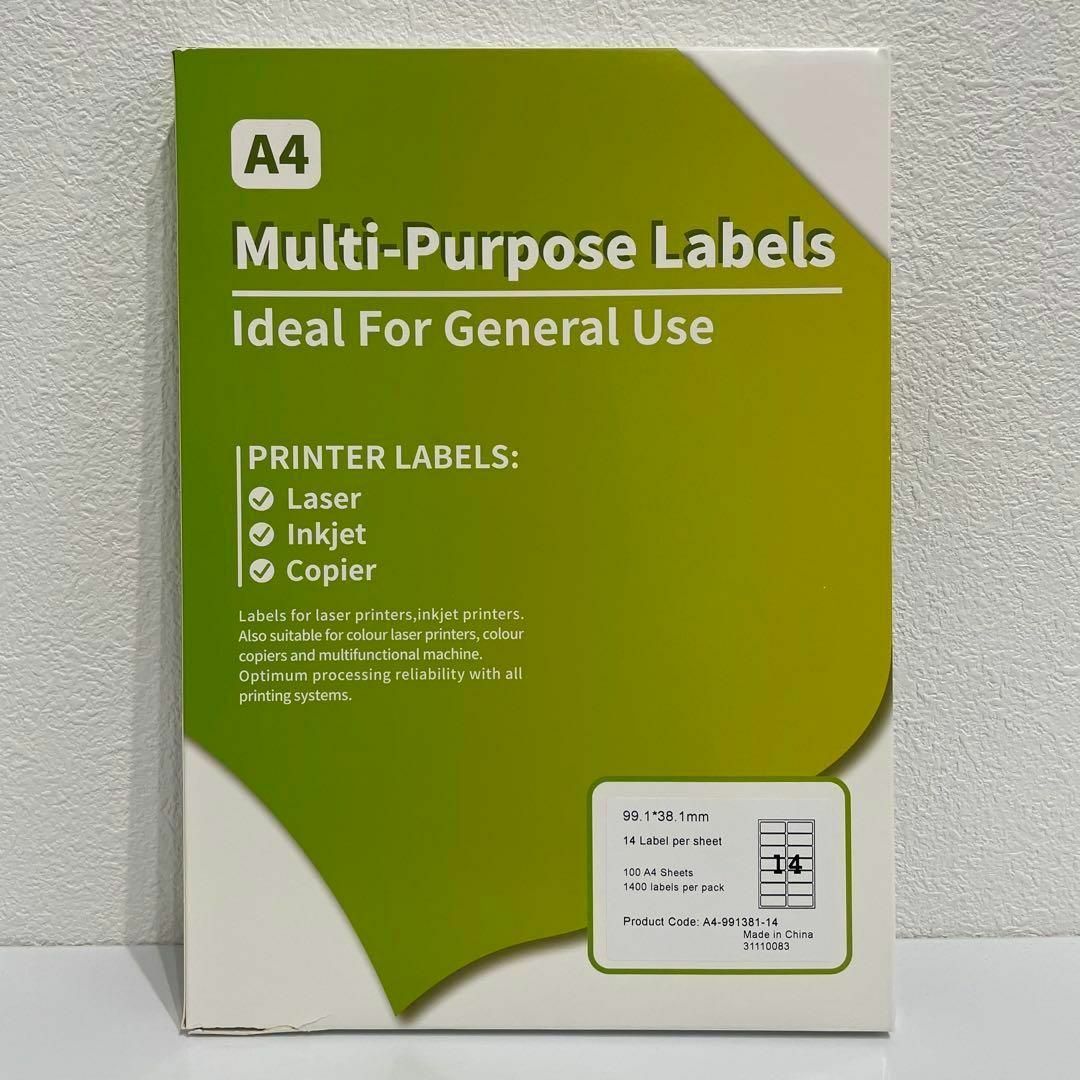 A4
Multi-Purpose Labels
Ideal For General Use
PRINTER LABELS:
Laser
Inkjet
Copier
Labels for laser printers,inkjet printers.
Also suitable for colour laser printers, colour
copiers and multifunctional machine.
Optimum processing reliability with all
printing systems.
99.1*38.1mm
14 Label per sheet
100 A4 Sheets
1400 labels per pack
14
Product Code: A4-991381-14
Made in China
31110083